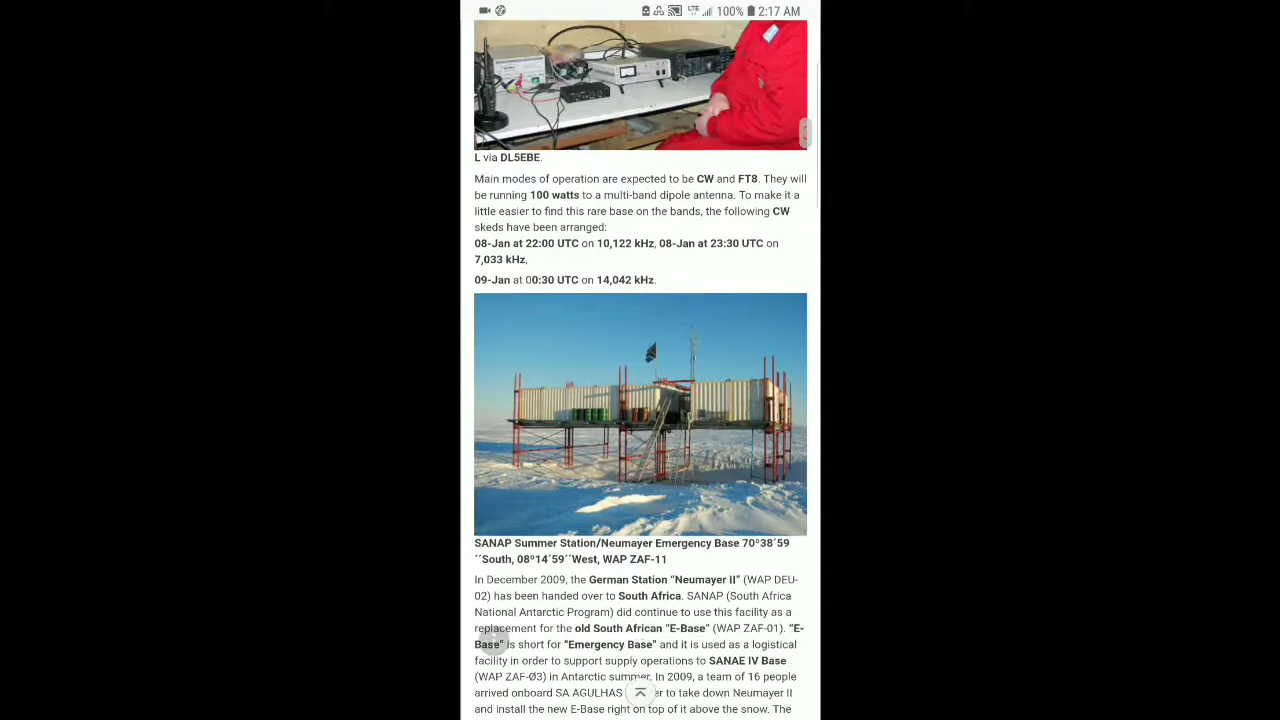 LTE 100% 2:17 AM
L via DL5EBE.
Main modes of operation are expected to be CW and FT8. They will
be running 100 watts to a multi-band dipole antenna. To make it a
little easier to find this rare base on the bands, the following CW
skeds have been arranged:
08-Jan at 22:00 UTC on 10,122 kHz, 08-Jan at 23:30 UTC on
7,033 kHz,
09-Jan at 00:30 UTC on 14,042 kHz.
SANAP Summer Station/Neumayer Emergency Base 70º38´59
´´South, 08º14´59´´West, WAP ZAF-11
In December 2009, the German Station “Neumayer II” (WAP DEU-
02) has been handed over to South Africa. SANAP (South Africa
National Antarctic Program) did continue to use this facility as a
replacement for the old South African "E-Base” (WAP ZAF-01). “E-
Base” is short for “Emergency Base” and it is used as a logistical
facility in order to support supply operations to SANAE IV Base
(WAP ZAF-Ø3) in Antarctic summer. In 2009, a team of 16 people
arrived onboard SA AGULHAS er to take down Neumayer II
and install the new E-Base right on top of it above the snow. The